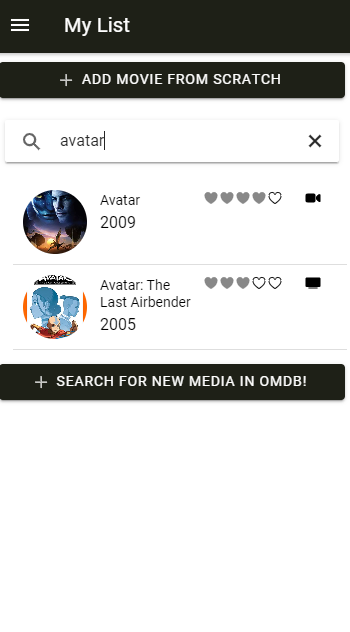 My List
ADD MOVIE FROM SCRATCH
avatar
Avatar
2009
Avatar: The
Last Airbender
2005
SEARCH FOR NEW MEDIA IN OMDB!